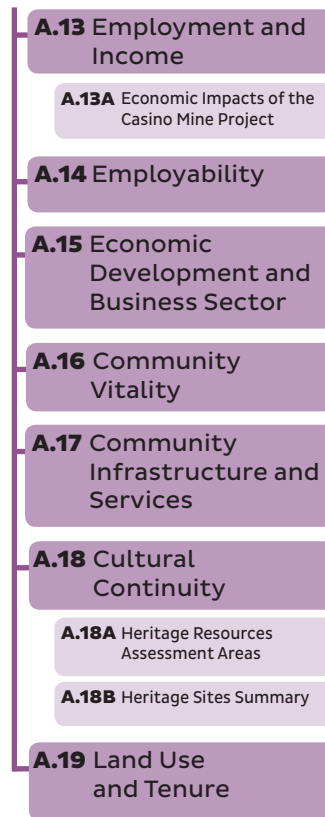 A.13 Employment and
Income
A.13A Economic Impacts of the
Casino Mine Project
A.14 Employability
A.15 Economic
Development and
Business Sector
A.16 Community
Vitality
A.17 Community
Infrastructure and
Services
A.18 Cultural
Continuity
A.18A Heritage Resources
Assessment Areas
A.18B Heritage Sites Summary
A.19 Land Use
and Tenure